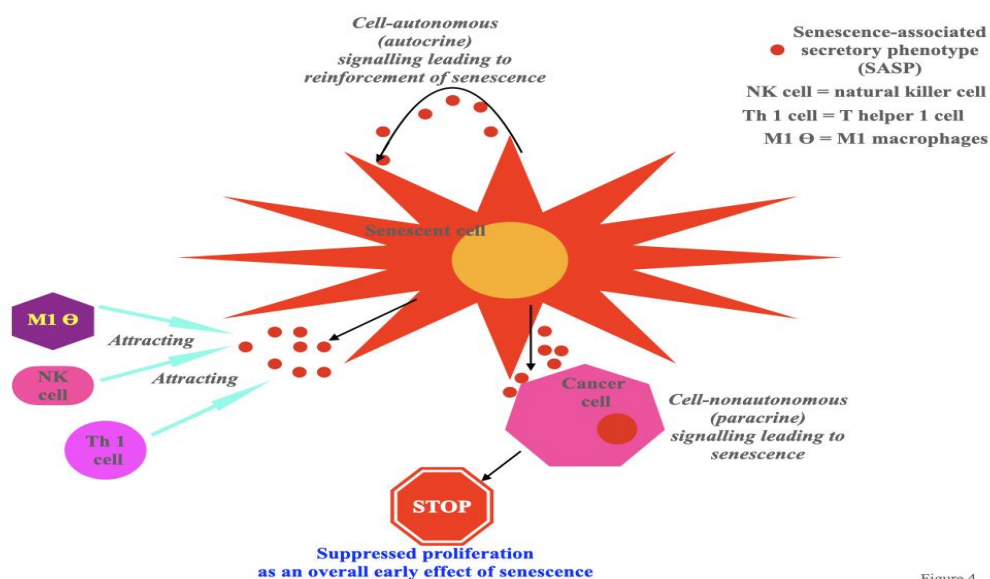 Cell-autonomous
(autocrine)
signalling leading to
reinforcement of senescence
Senescence-associated
secretory phenotype
(SASP)
NK cell = natural killer cell
Th 1 cell = T helper 1 cell
M1 Ө = M1 macrophages
Senescent cell
M1 Ө
Attracting
NK
cell
Attracting
Th 1
cell
Cancer
cell
Cell-nonautonomous
(paracrine)
signalling leading to
senescence
STOP
Suppressed proliferation
as an overall early effect of senescence
Figure 4